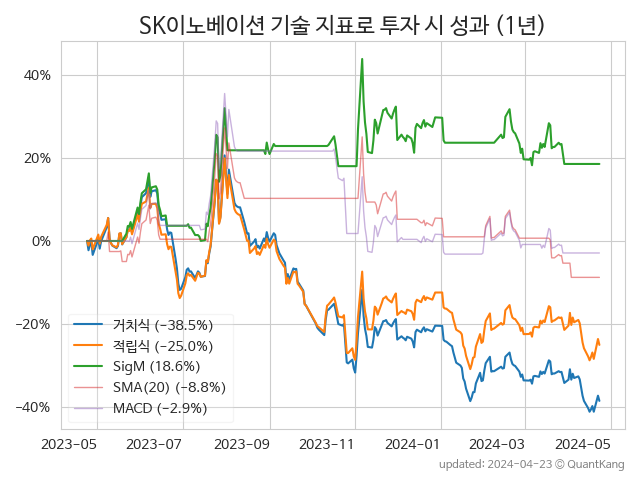 SK이노베이션 기술 지표로 투자 시 성과 (1년)
40%
20%
0%
−20%
−40%
거치식 (−38.5%)
적립식 (−25.0%)
SigM (18.6%)
SMA(20) (−8.8%)
MACD (−2.9%)
2023-05 2023-07 2023-09 2023-11 2024-01 2024-03 2024-05
updated: 2024-04-23 © QuantKang